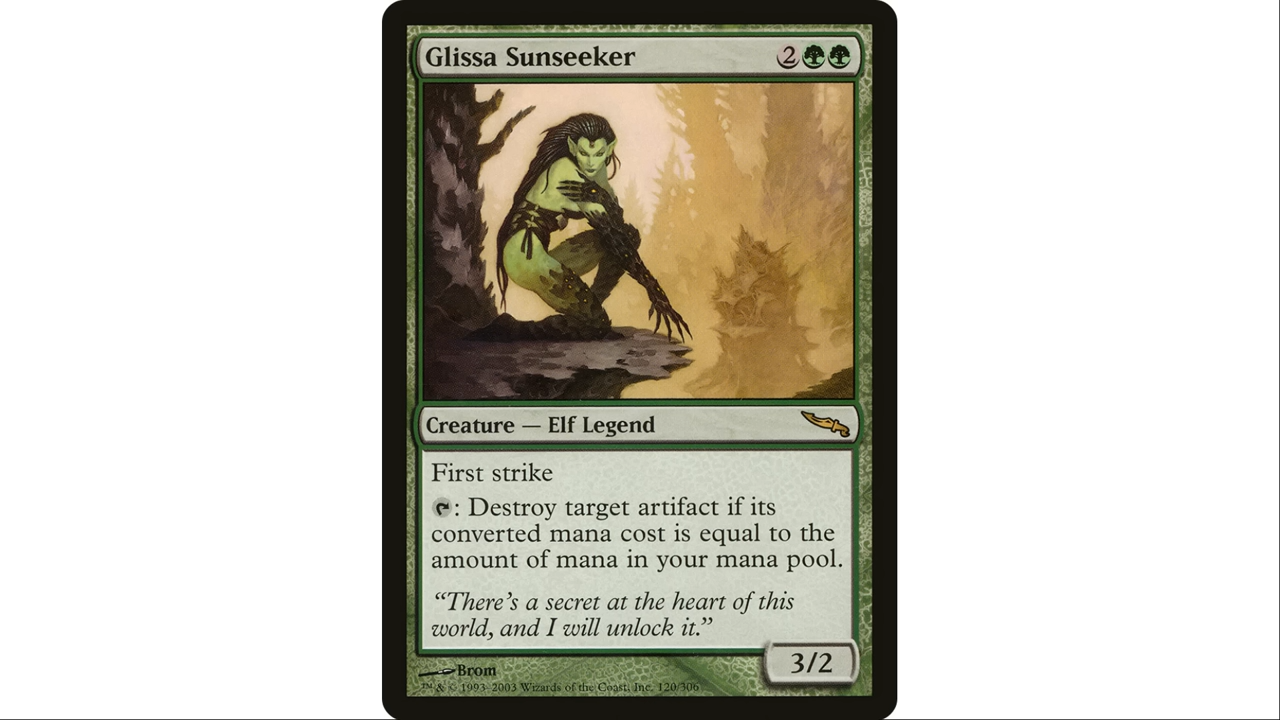 Glissa Sunseeker 2
Creature — Elf Legend
First strike
: Destroy target artifact if its
converted mana cost is equal to the
amount of mana in your mana pool.
“There’s a secret at the heart of this
world, and I will unlock it.”
3/2
Brom
™ & © 1993–2003 Wizards of the Coast, Inc. 120/306